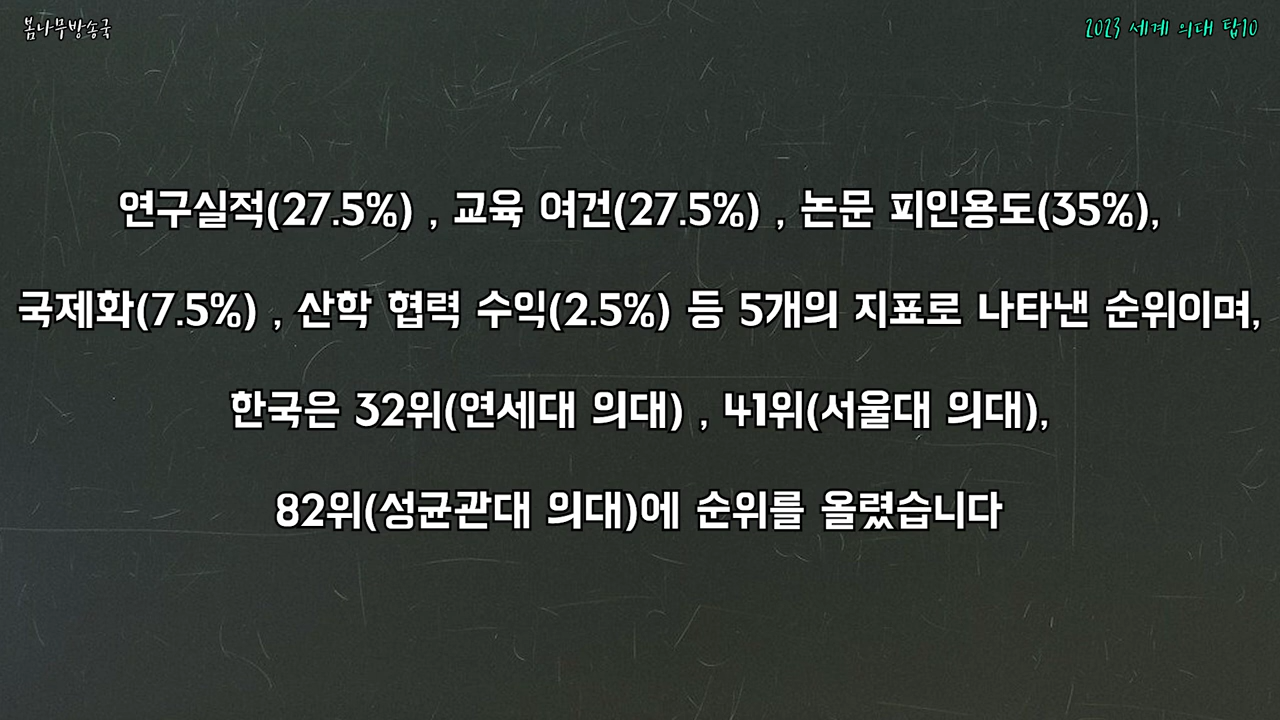 봄나무방송국
2023 세계 의대 탑10
연구실적(27.5%) , 교육 여건(27.5%) , 논문 피인용도(35%),
국제화(7.5%) , 산학 협력 수익(2.5%) 등 5개의 지표로 나타낸 순위이며,
한국은 32위(연세대 의대) , 41위(서울대 의대),
82위(성균관대 의대)에 순위를 올렸습니다